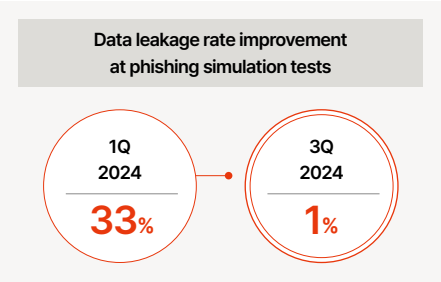 Data leakage rate improvement
at phishing simulation tests
1Q
2024
33%
3Q
2024
1%